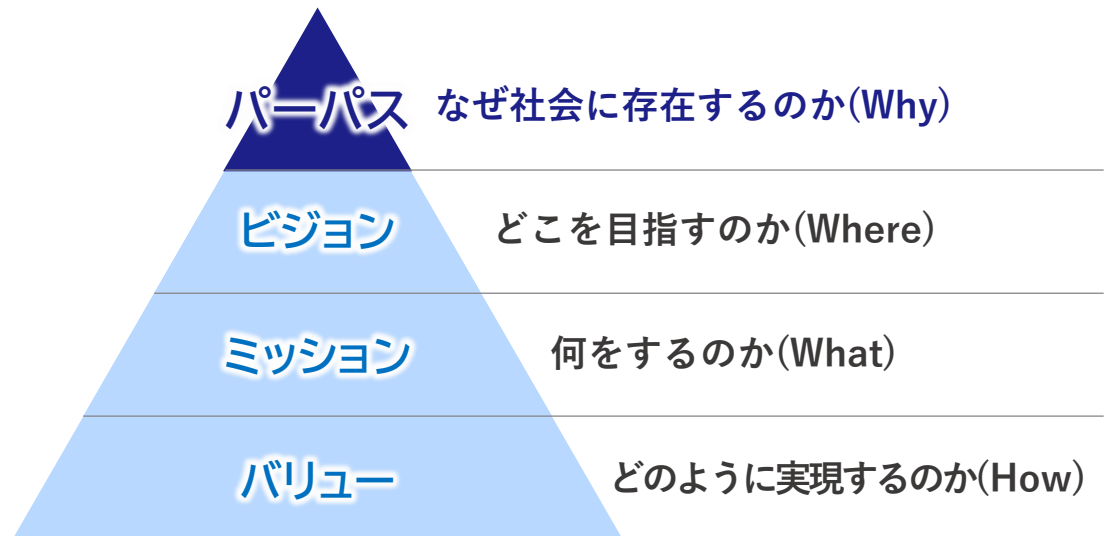 パーパス なぜ社会に存在するのか(Why)
ビジョン どこを目指すのか(Where)
ミッション 何をするのか(What)
バリュー どのように実現するのか(How)